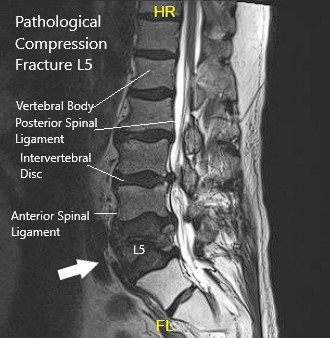 HR
Pathological
Compression
Fracture L5
Vertebral Body
Posterior Spinal
Ligament
Intervertebral
Disc
Anterior Spinal
Ligament
L5
FL